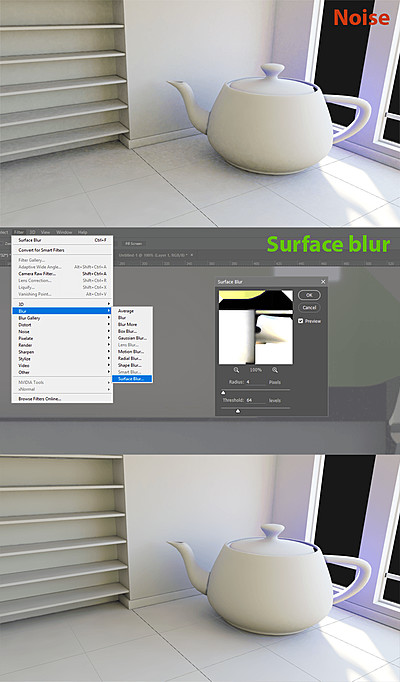 Noise
Surface blur
Filter 3D View Window Help
Fit Screen
Surface Blur Ctrl+F
Convert for Smart Filters
Filter Gallery...
Adaptive Wide Angle... Alt+Shift+Ctrl+A
Camera Raw Filter... Shift+Ctrl+A
Lens Correction... Shift+Ctrl+R
Liquify... Shift+Ctrl+X
Vanishing Point... Alt+Ctrl+V
3D
Blur
Blur Gallery
Distort
Noise
Pixelate
Render
Sharpen
Stylize
Video
Other
NVIDIA Tools
xNormal
Browse Filters Online...
Average
Blur
Blur More
Box Blur...
Gaussian Blur...
Lens Blur...
Motion Blur...
Radial Blur...
Shape Blur...
Smart Blur...
Surface Blur...
Surface Blur
OK
Cancel
Preview
100%
Radius: 4 Pixels
Threshold: 64 levels